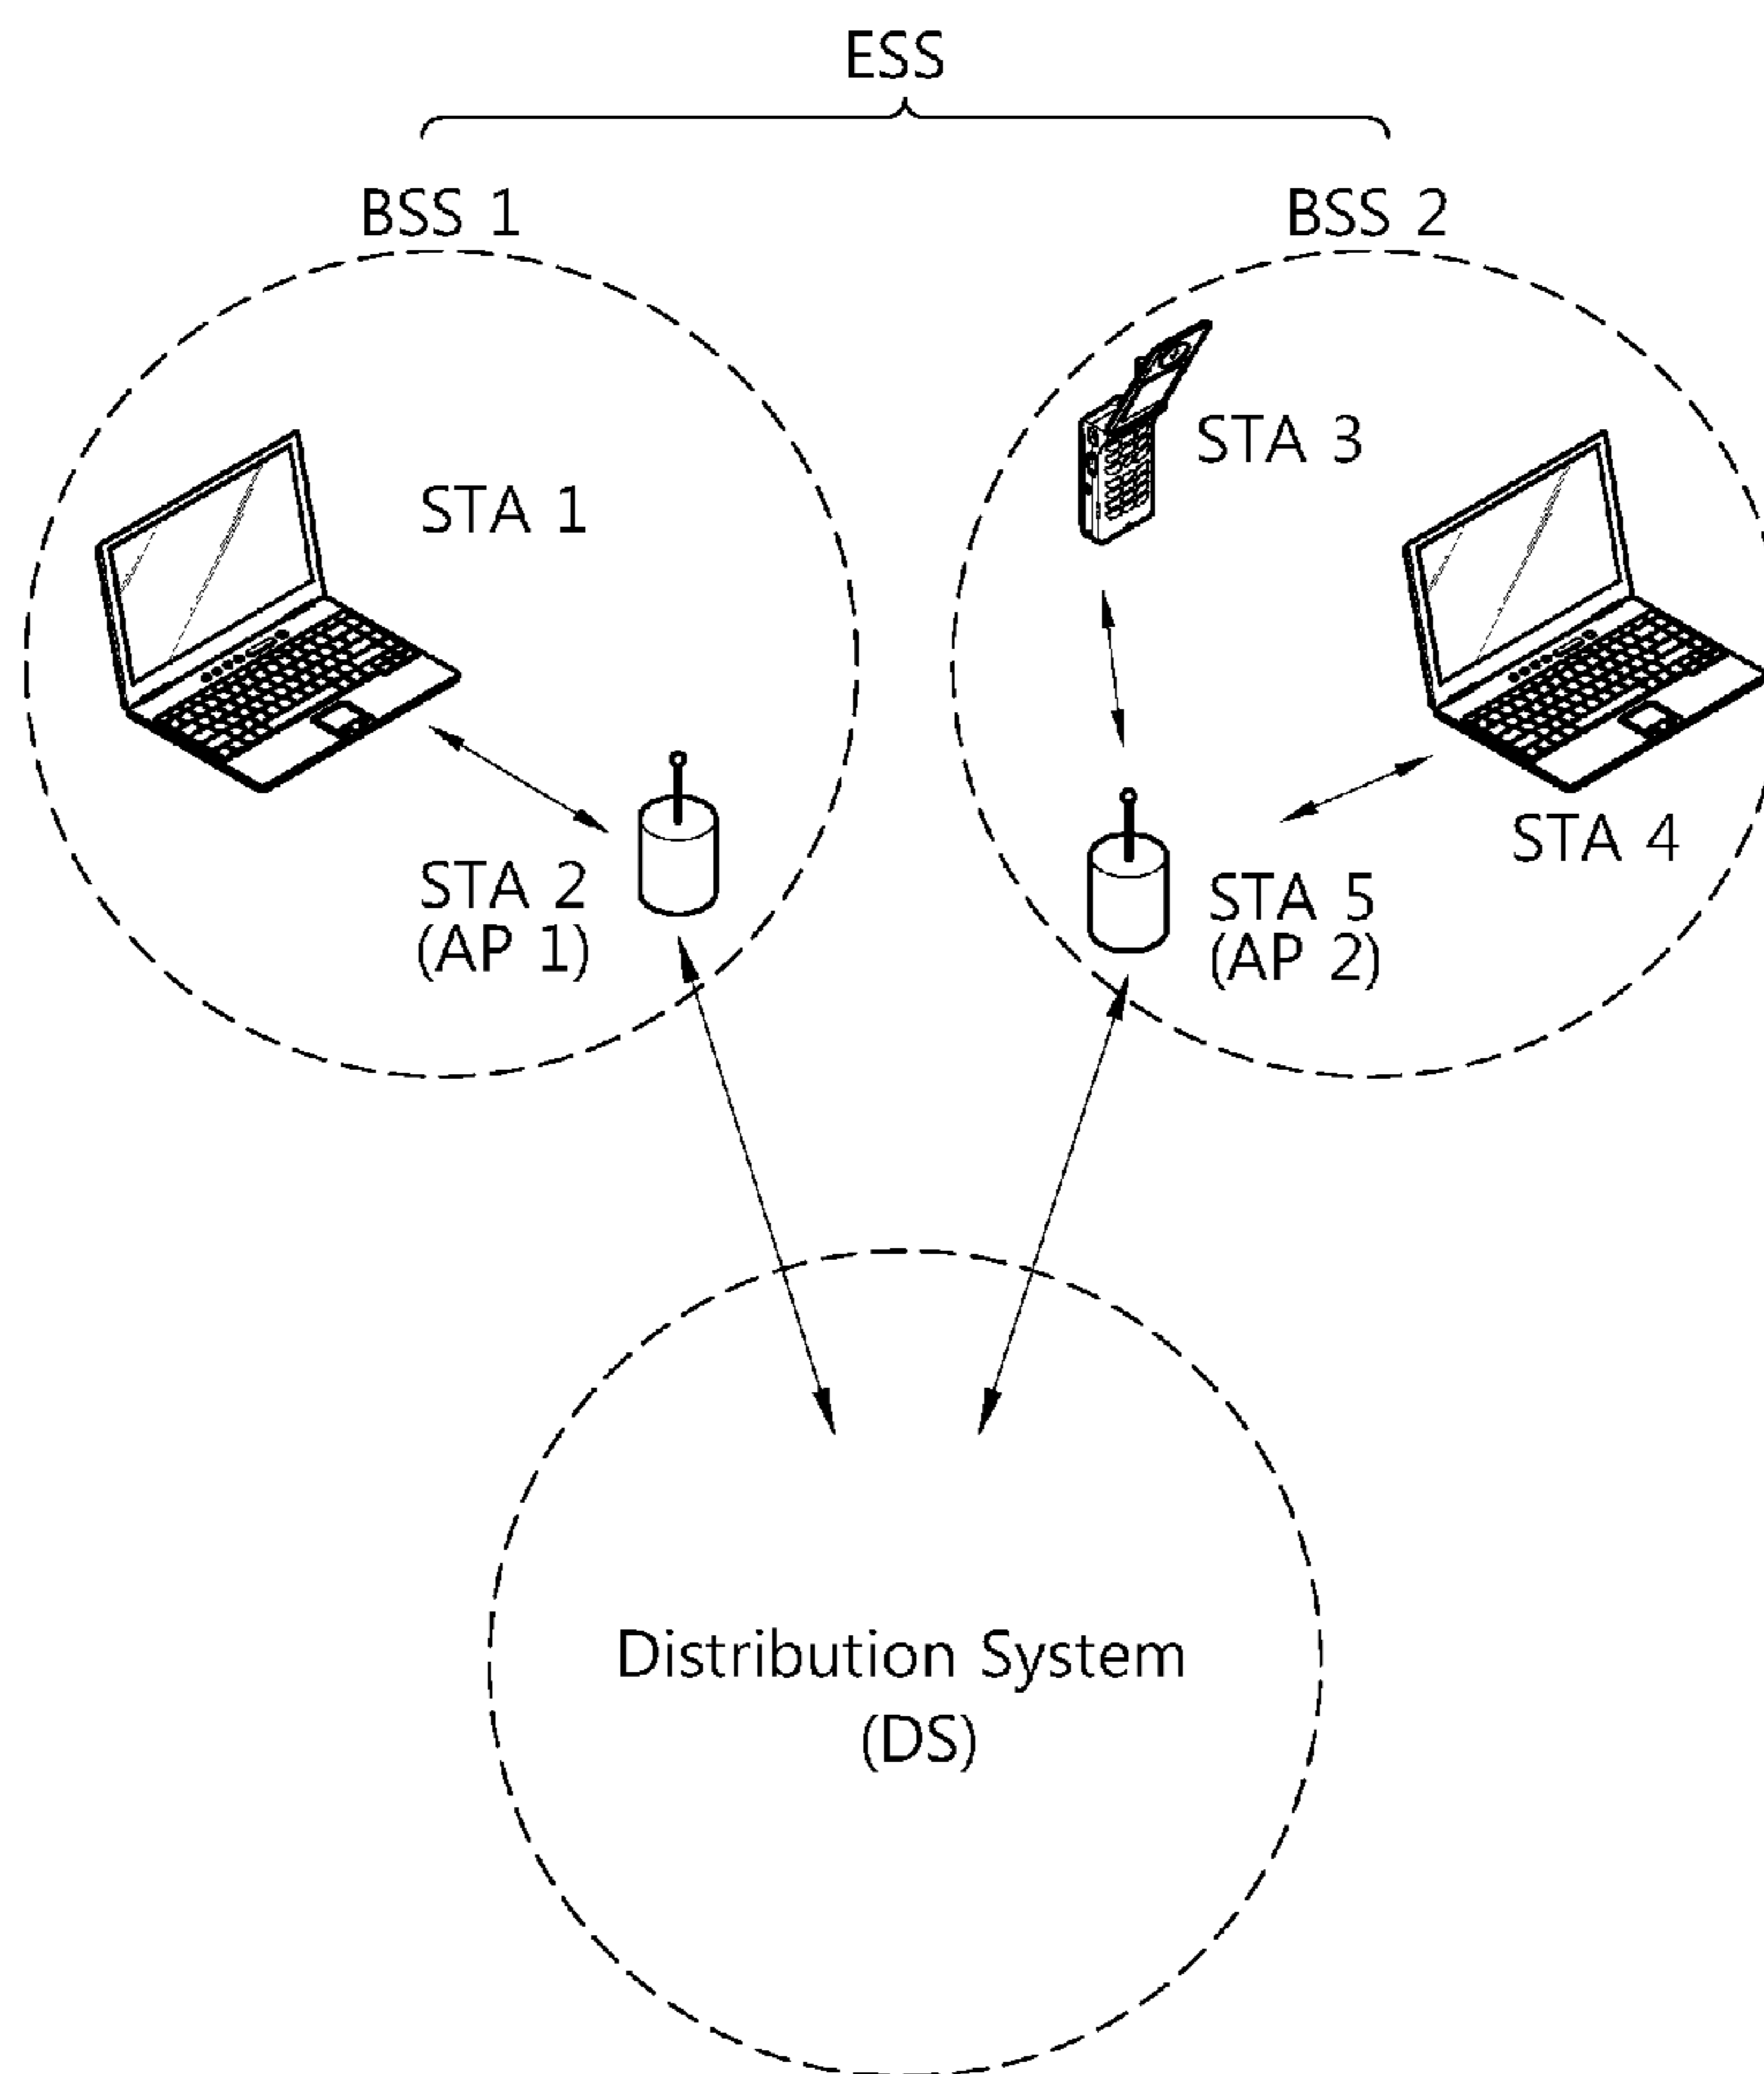 ESS
BSS 1
BSS 2
STA 3
STA 1
STA 4
STA 2
(AP 1)
STA 5
(AP 2)
Distribution System
(DS)